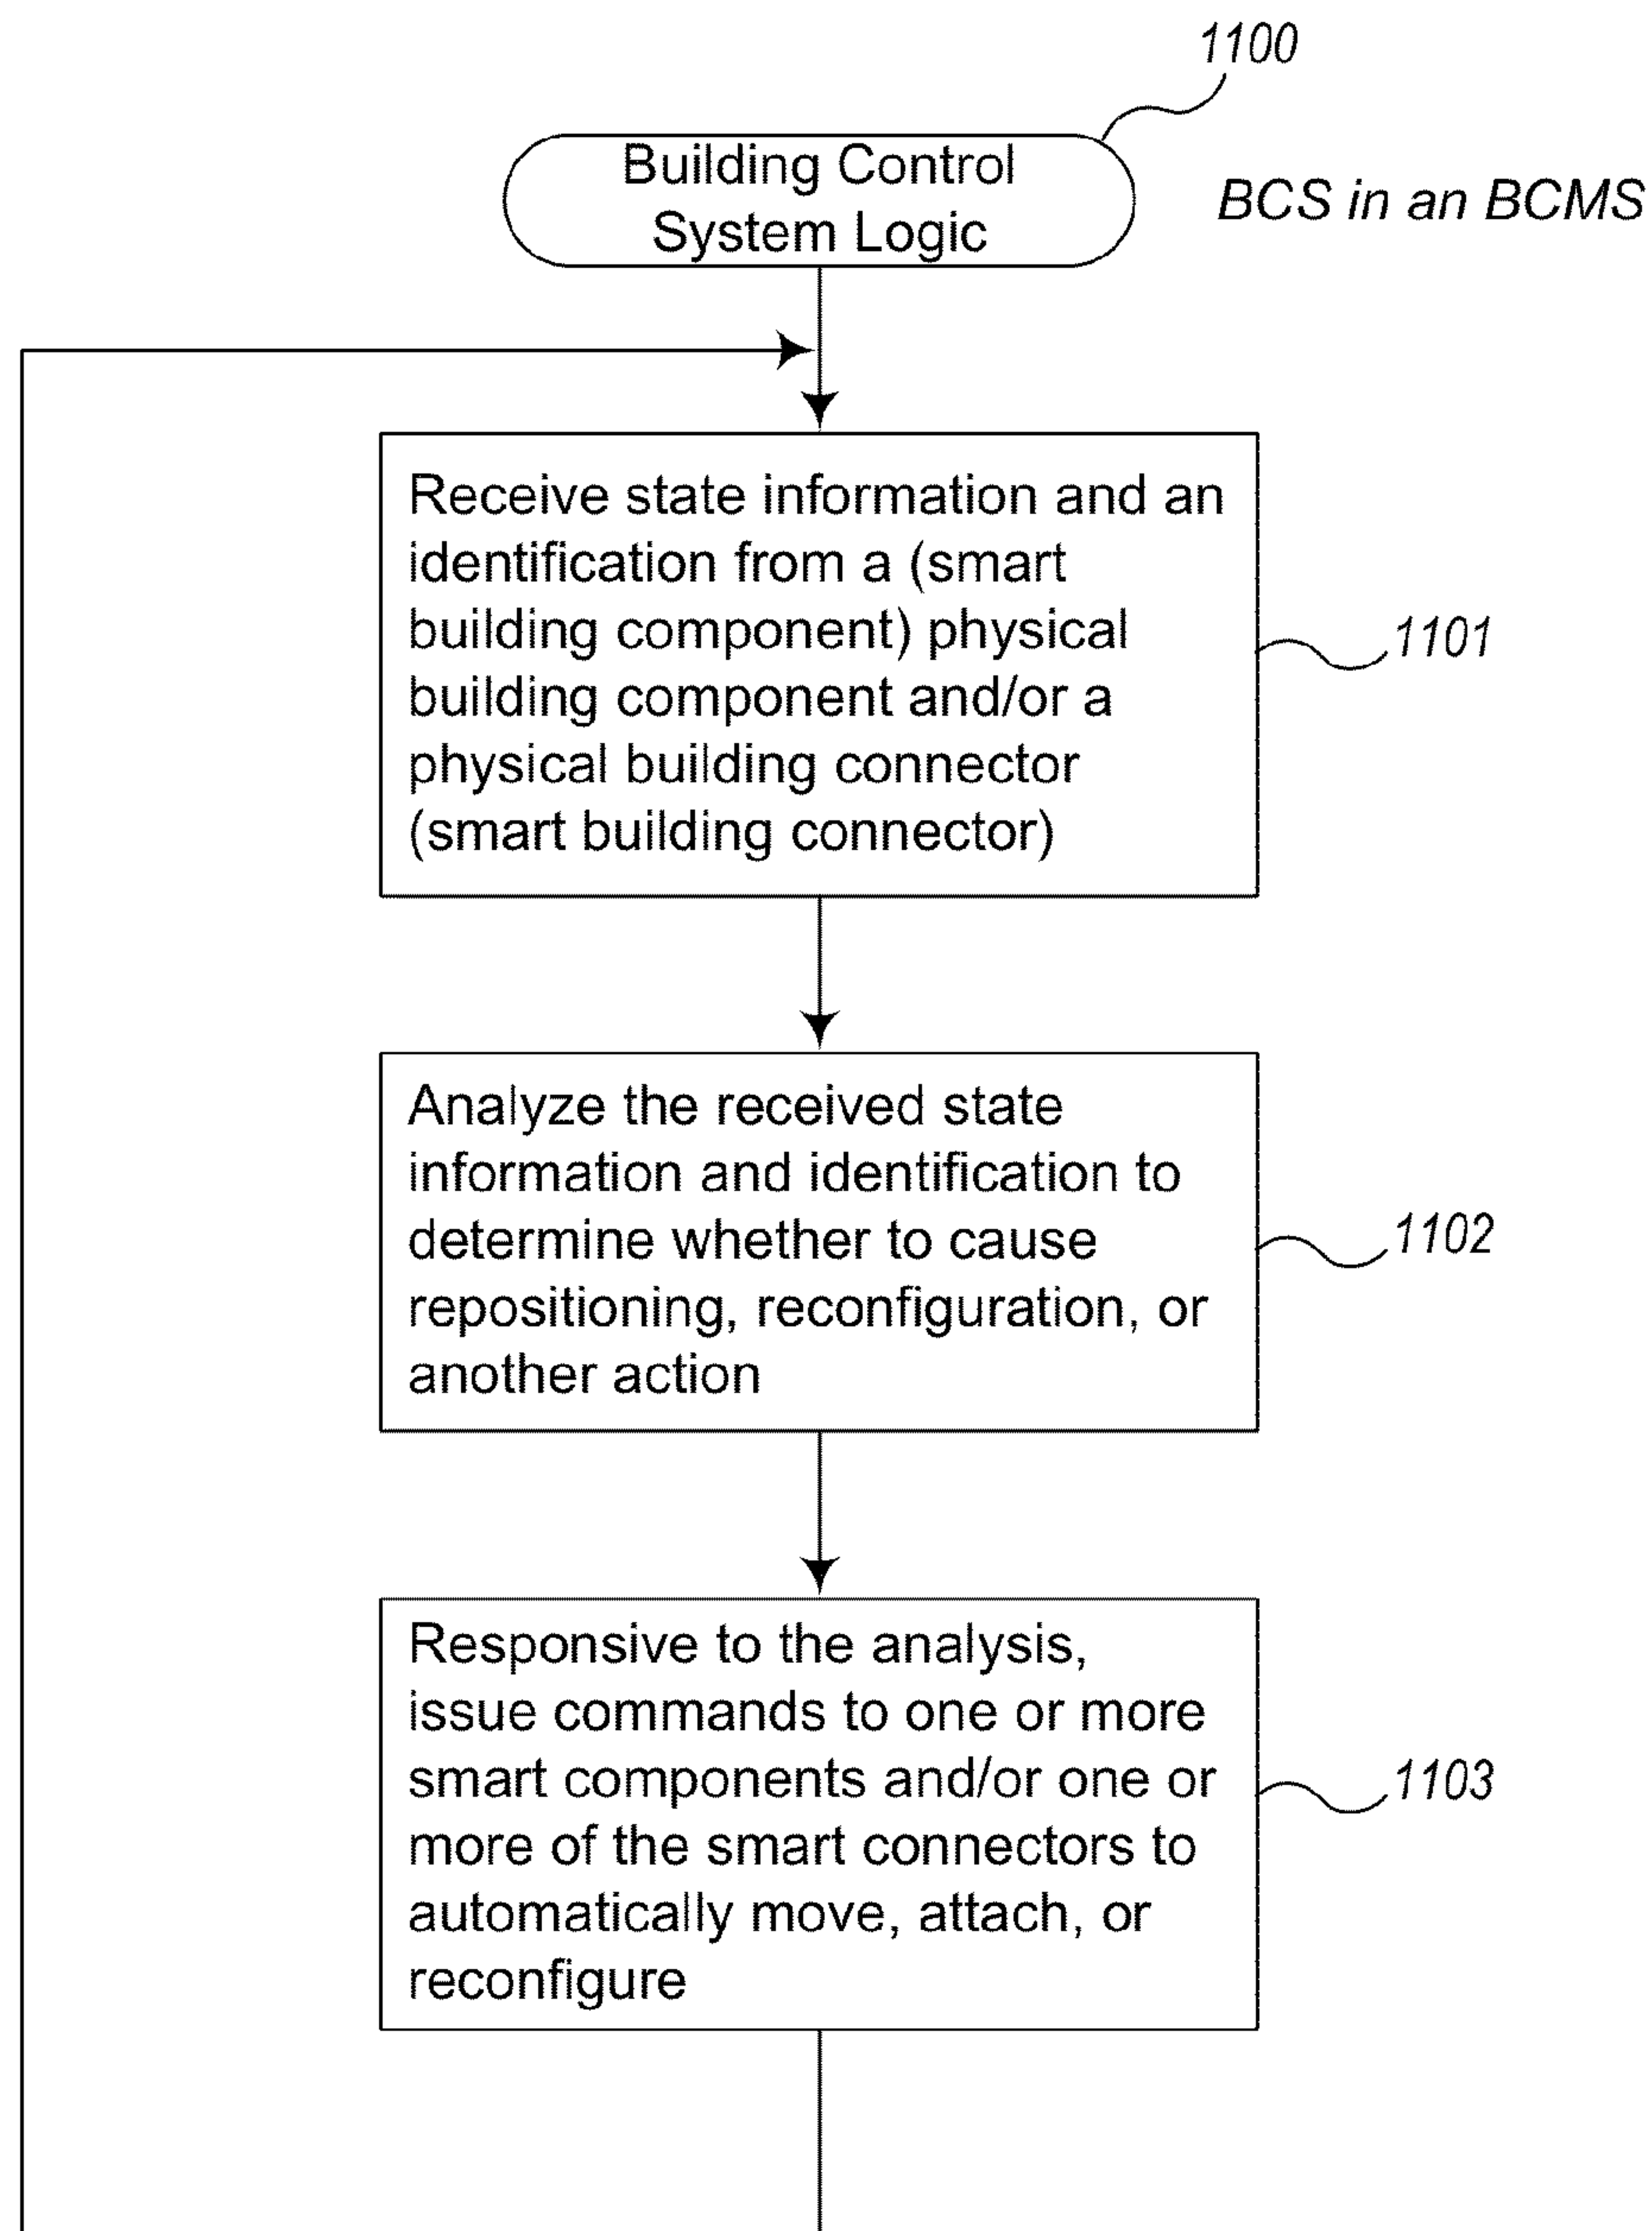 1100
Building Control
System Logic
BCS in an BCMS
Receive state information and an
identification from a (smart
building component) physical
building component and/or a
physical building connector
(smart building connector)
1101
Analyze the received state
information and identification to
determine whether to cause
repositioning, reconfiguration, or
another action
1102
Responsive to the analysis,
issue commands to one or more
smart components and/or one or
more of the smart connectors to
automatically move, attach, or
reconfigure
1103